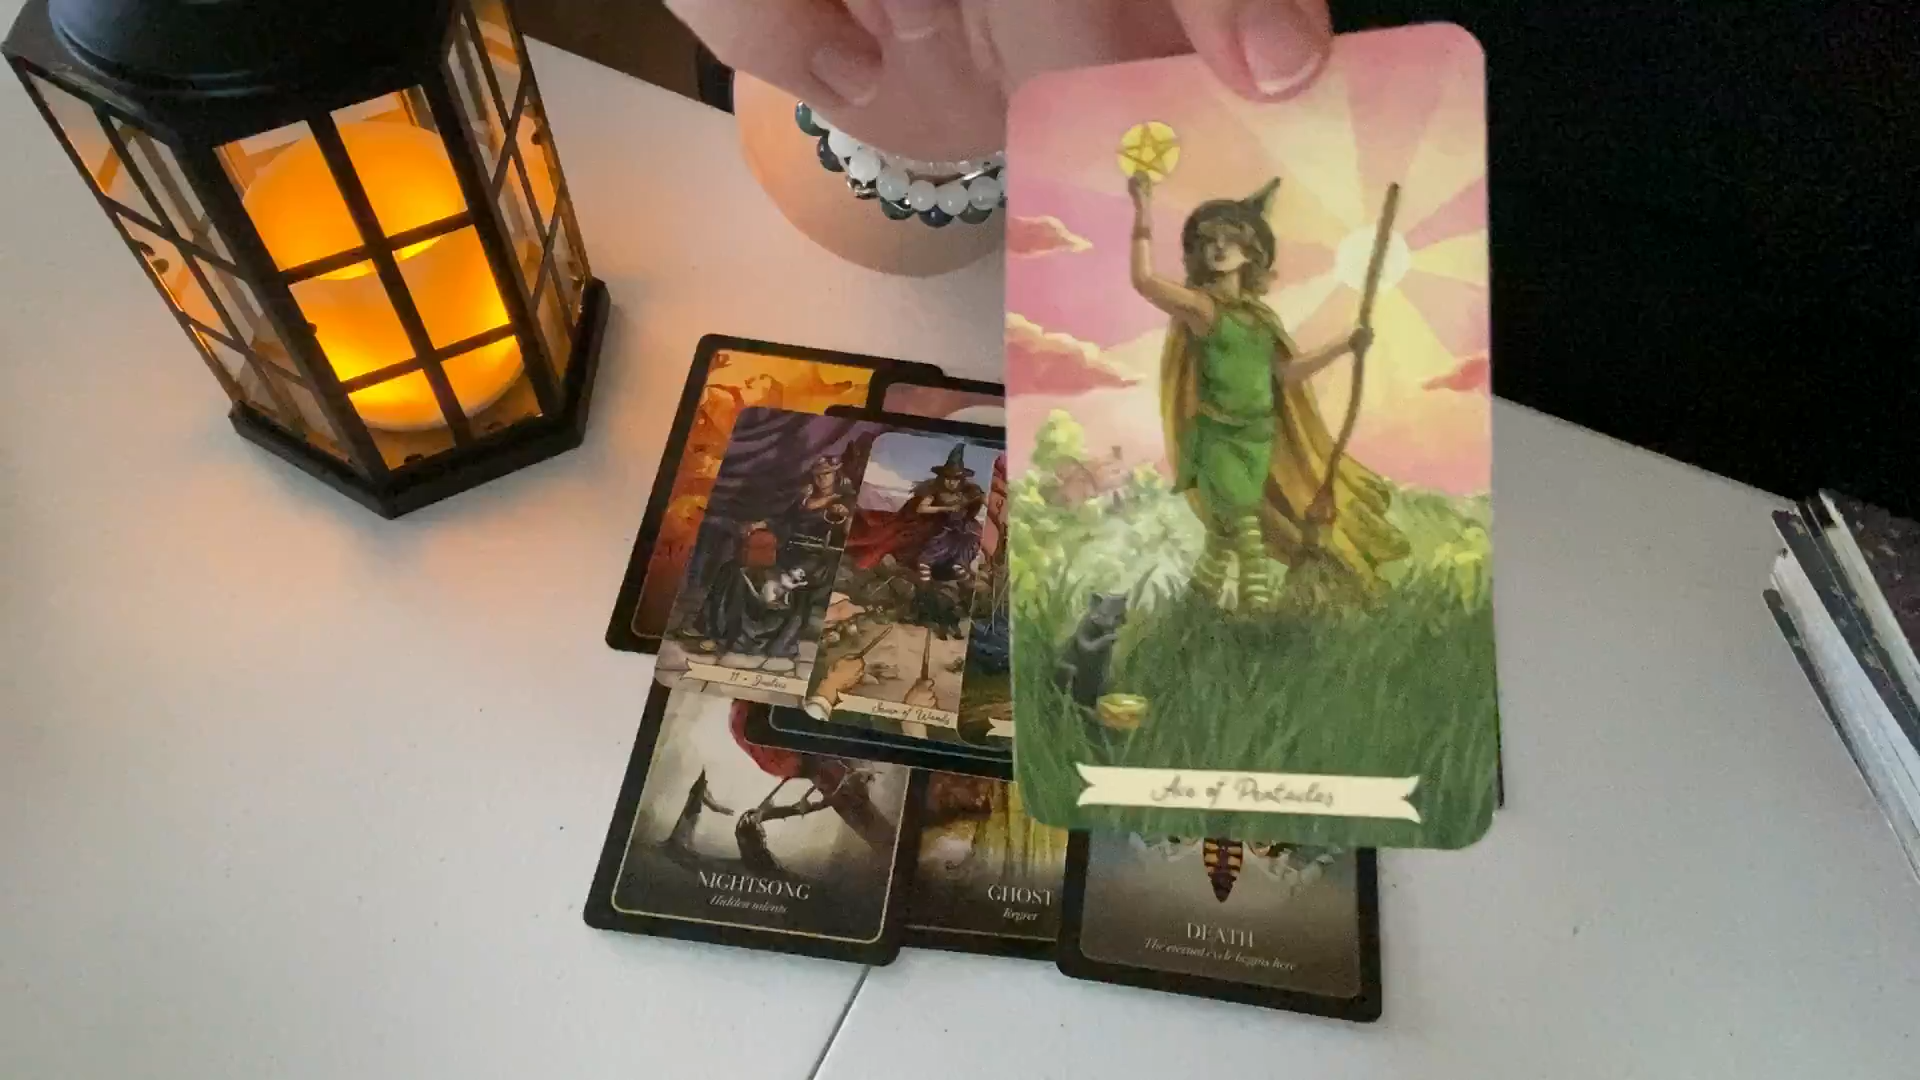 Ace of Pentacles
11 • Justice
Seven of Wands
NIGHTSONG
Hidden talents
GHOST
Regret
DEATH
The eternal cycle begins here